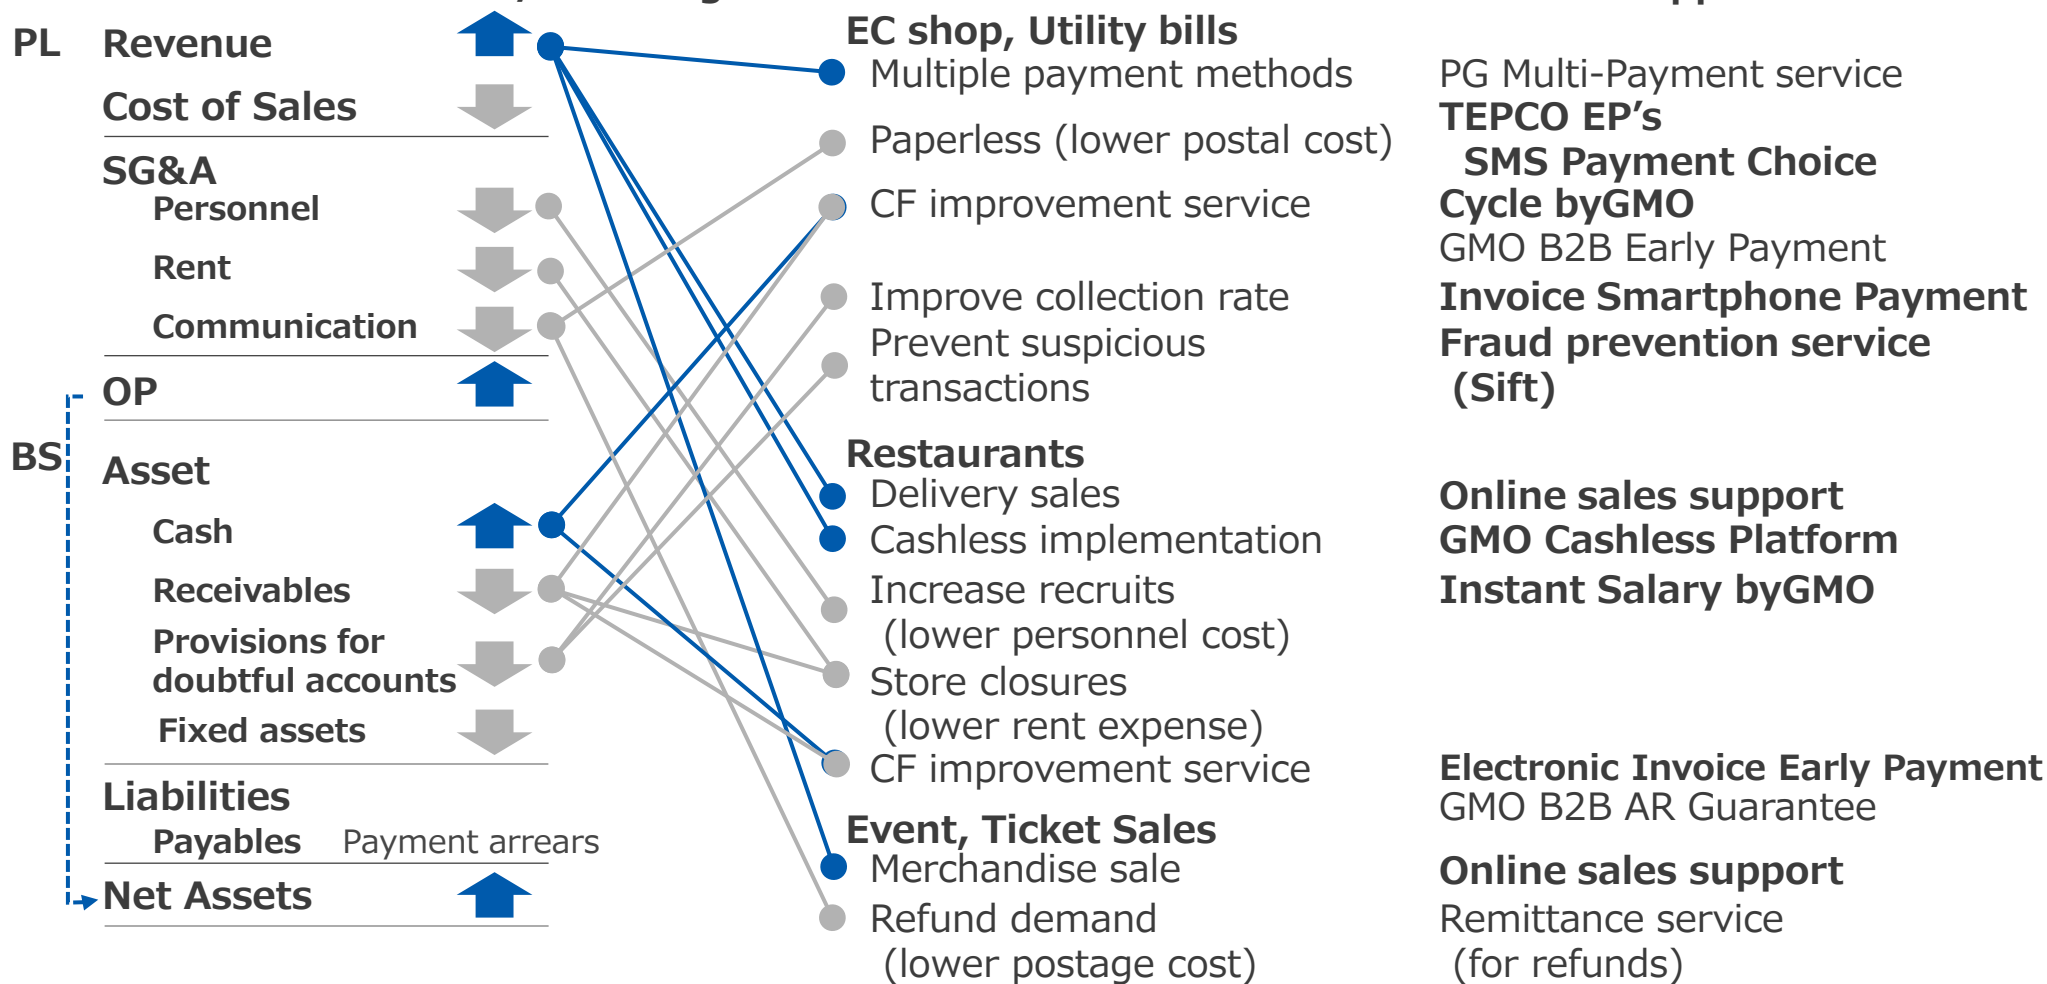 PL
Revenue
Cost of Sales
SG&A
Personnel
Rent
Communication
OP
BS
Asset
Cash
Receivables
Provisions for
doubtful accounts
Fixed assets
Liabilities
Payables Payment arrears
Net Assets
EC shop, Utility bills
Multiple payment methods
Paperless (lower postal cost)
CF improvement service
Improve collection rate
Prevent suspicious
transactions
Restaurants
Delivery sales
Cashless implementation
Increase recruits
(lower personnel cost)
Store closures
(lower rent expense)
CF improvement service
Event, Ticket Sales
Merchandise sale
Refund demand
(lower postage cost)
PG Multi-Payment service
TEPCO EP’s
SMS Payment Choice
Cycle byGMO
GMO B2B Early Payment
Invoice Smartphone Payment
Fraud prevention service
(Sift)
Online sales support
GMO Cashless Platform
Instant Salary byGMO
Electronic Invoice Early Payment
GMO B2B AR Guarantee
Online sales support
Remittance service
(for refunds)